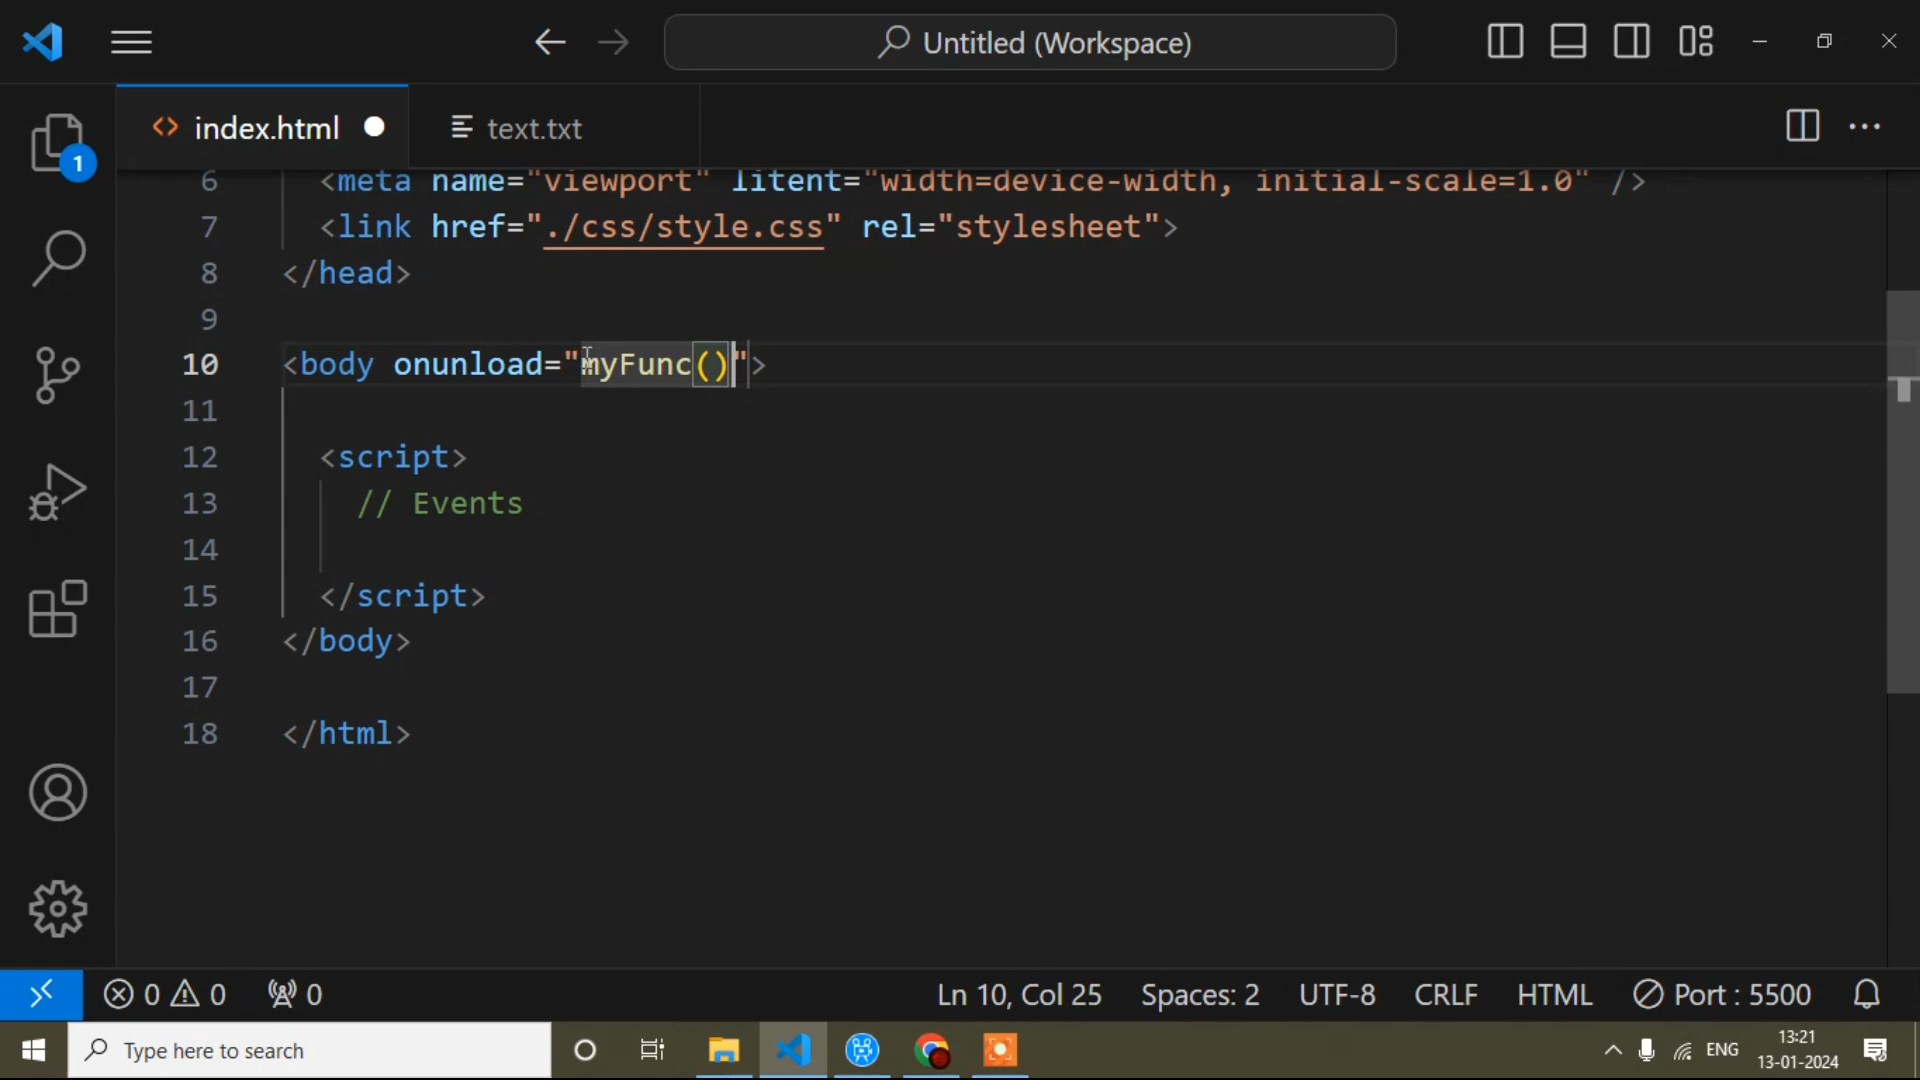 Untitled (Workspace)
index.html
text.txt
1
6 <meta name="viewport" litent="width=device-width, initial-scale=1.0" />
7 <link href="./css/style.css" rel="stylesheet">
8 </head>
9
10 <body onunload="myFunc()">
11
12 <script>
13 // Events
14
15 </script>
16 </body>
17
18 </html>
0 0 0 Ln 10, Col 25 Spaces: 2 UTF-8 CRLF HTML Port : 5500
Type here to search ENG 13:21
13-01-2024